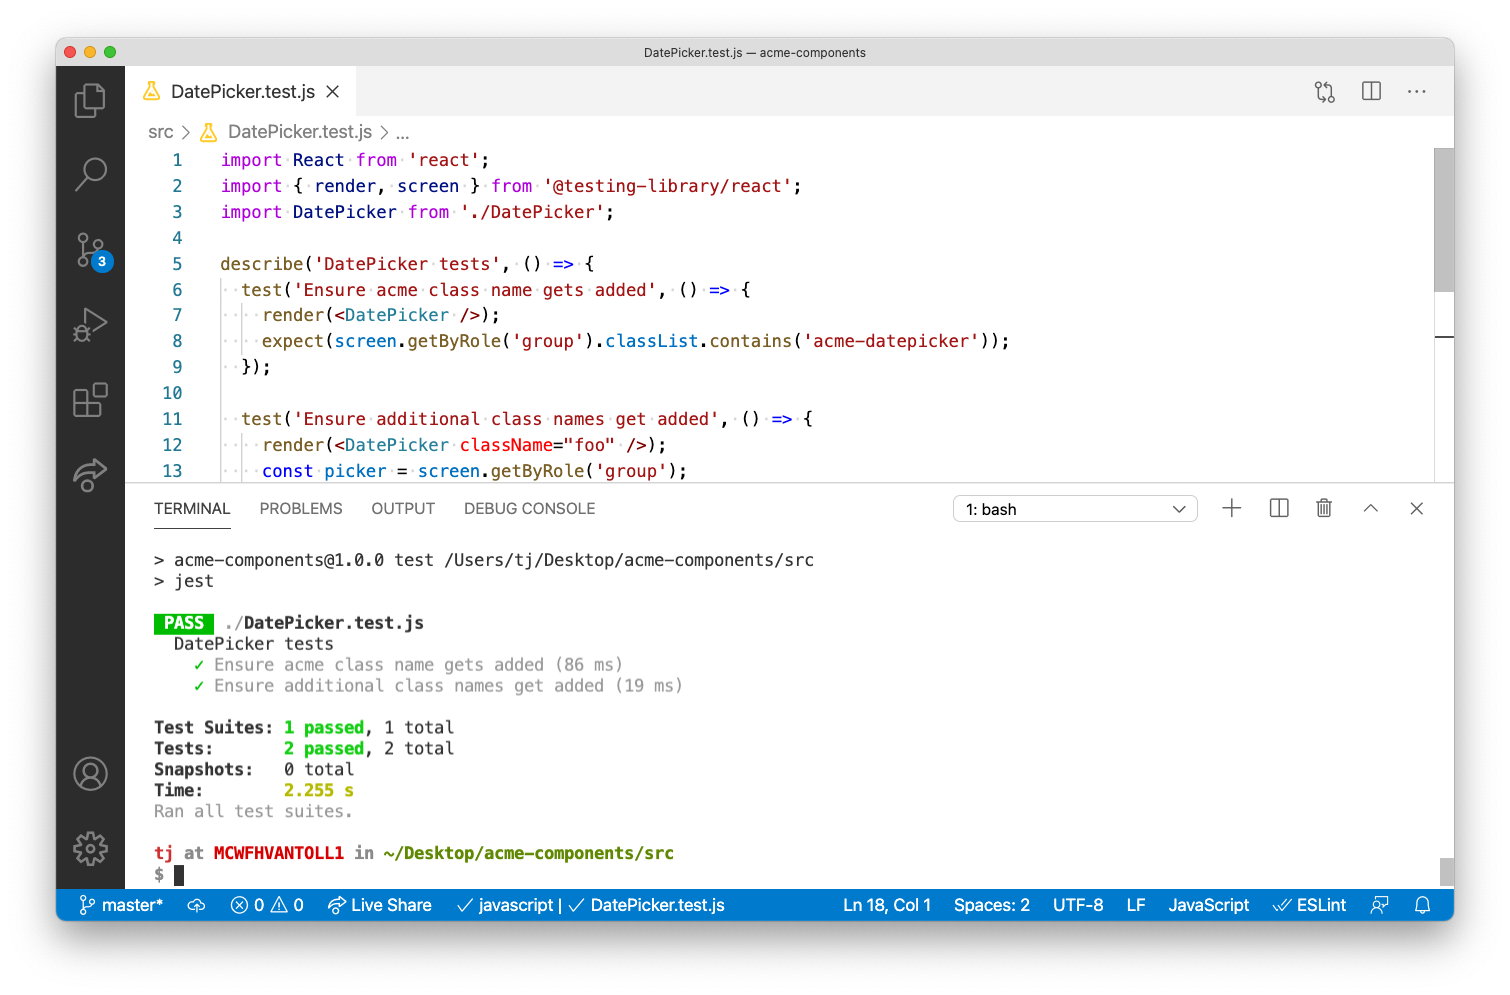 DatePicker.test.js — acme-components
DatePicker.test.js
src > DatePicker.test.js > ...
1 import React from 'react';
2 import { render, screen } from '@testing-library/react';
3 import DatePicker from './DatePicker';
4
5 describe('DatePicker tests', () => {
6 test('Ensure acme class name gets added', () => {
7 render(<DatePicker />);
8 expect(screen.getByRole('group').classList.contains('acme-datepicker'));
9 });
10
11 test('Ensure additional class names get added', () => {
12 render(<DatePicker className="foo" />);
13 const picker = screen.getByRole('group');
3
TERMINAL PROBLEMS OUTPUT DEBUG CONSOLE 1: bash
> acme-components@1.0.0 test /Users/tj/Desktop/acme-components/src
> jest
PASS ./DatePicker.test.js
DatePicker tests
✓ Ensure acme class name gets added (86 ms)
✓ Ensure additional class names get added (19 ms)
Test Suites: 1 passed, 1 total
Tests: 2 passed, 2 total
Snapshots: 0 total
Time: 2.255 s
Ran all test suites.
tj at MCWFHVANTOLL1 in ~/Desktop/acme-components/src
$
master* 0 0 Live Share ✓ javascript | ✓ DatePicker.test.js Ln 18, Col 1 Spaces: 2 UTF-8 LF JavaScript ESLint